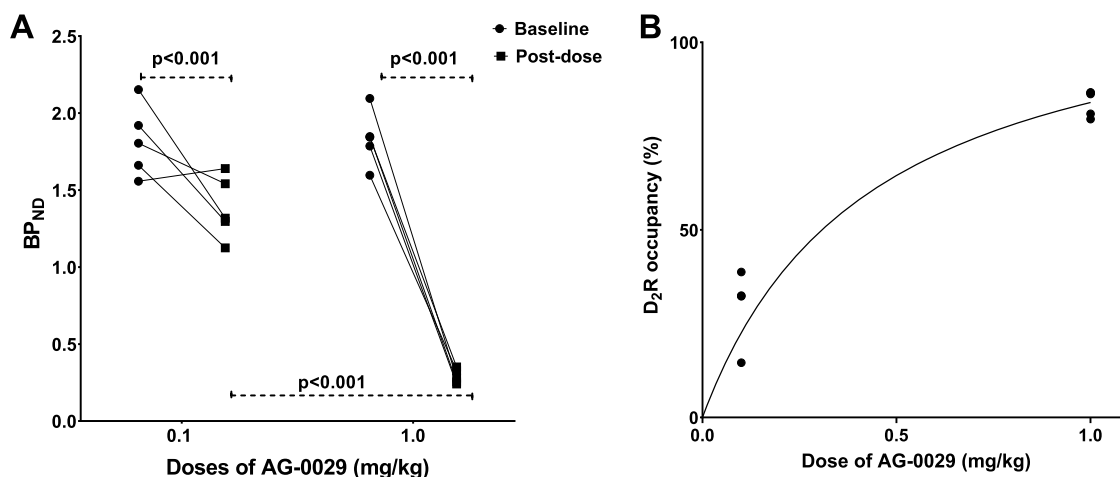 A
Baseline
Post-dose
p<0.001
p<0.001
p<0.001
2.5
2.0
1.5
1.0
0.5
0.0
BPND
0.1
1.0
Doses of AG-0029 (mg/kg)
B
100
50
0
D2R occupancy (%)
0.0
0.5
1.0
Dose of AG-0029 (mg/kg)